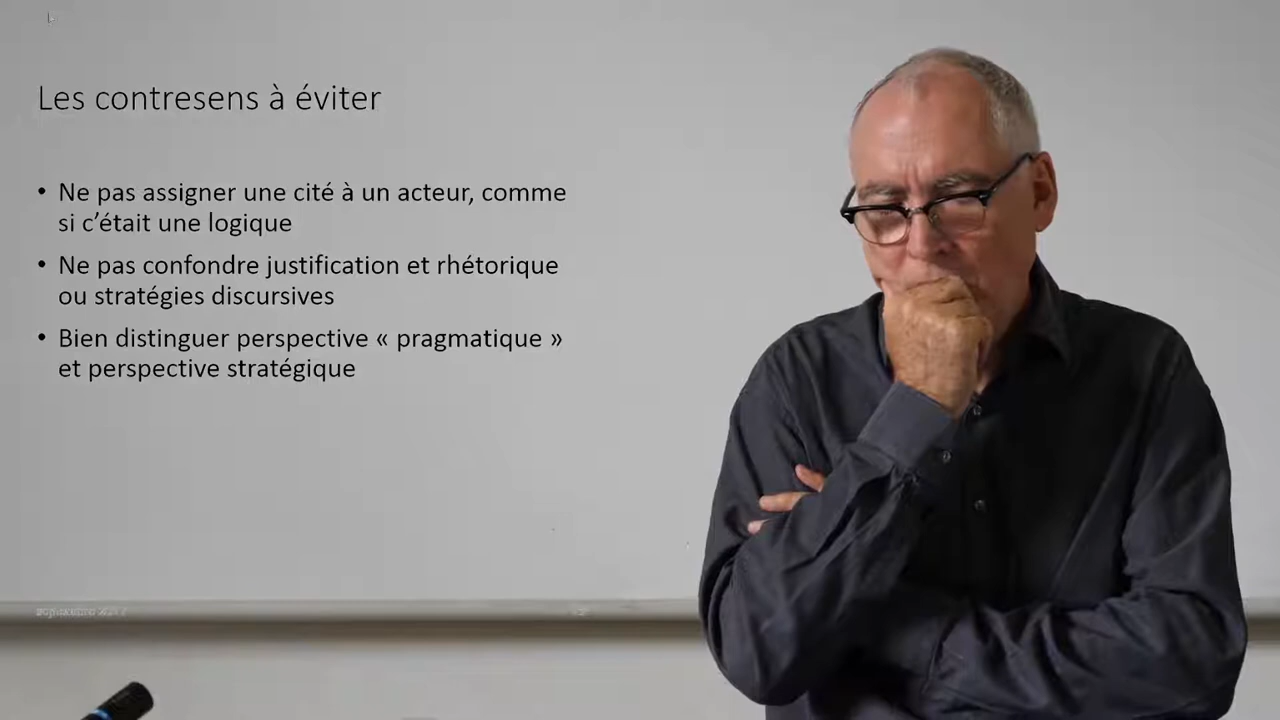 Les contresens à éviter
• Ne pas assigner une cité à un acteur, comme
si c’était une logique
• Ne pas confondre justification et rhétorique
ou stratégies discursives
• Bien distinguer perspective « pragmatique »
et perspective stratégique